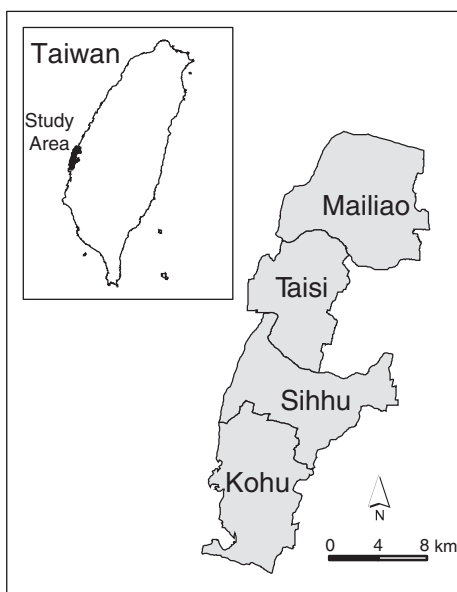 Taiwan
Study
Area
Mailiao
Taisi
Sihhu
Kohu
N
0 4 8 km